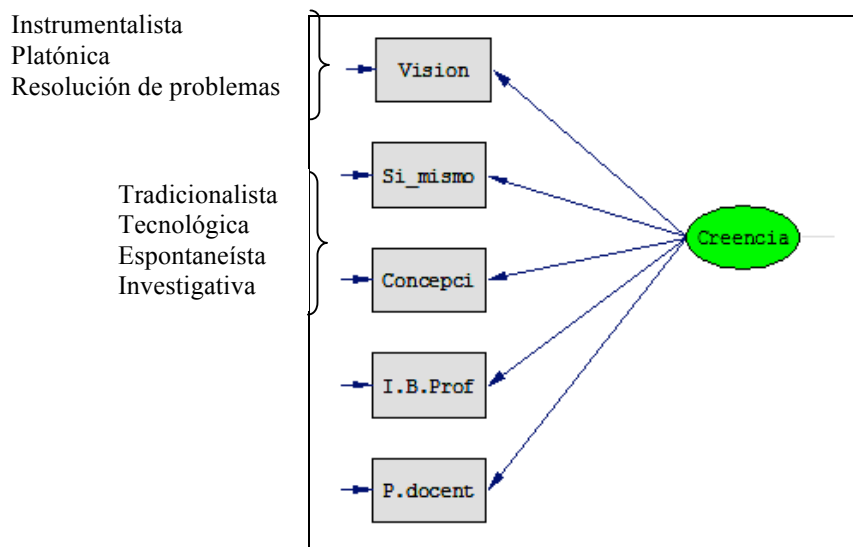 Instrumentalista
Platónica
Resolución de problemas
Vision
Si_mismo
Tradicionalista
Tecnológica
Espontaneísta
Investigativa
Creencia
Concepci
I.B.Prof
P.docent